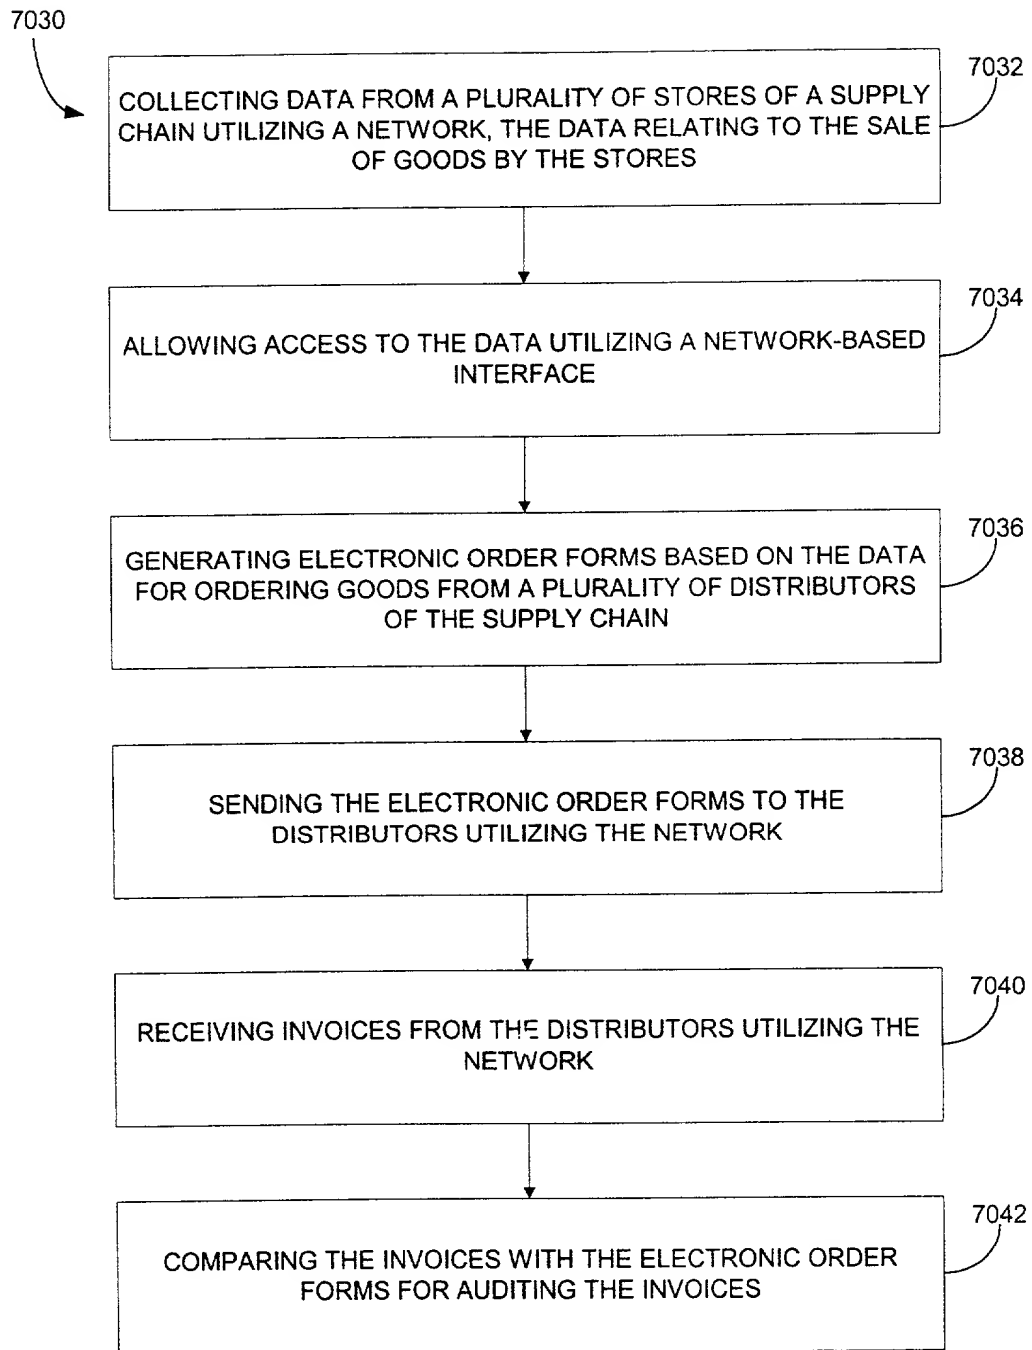 7030
7032
COLLECTING DATA FROM A PLURALITY OF STORES OF A SUPPLY
CHAIN UTILIZING A NETWORK, THE DATA RELATING TO THE SALE
OF GOODS BY THE STORES
7034
ALLOWING ACCESS TO THE DATA UTILIZING A NETWORK-BASED
INTERFACE
7036
GENERATING ELECTRONIC ORDER FORMS BASED ON THE DATA
FOR ORDERING GOODS FROM A PLURALITY OF DISTRIBUTORS
OF THE SUPPLY CHAIN
7038
SENDING THE ELECTRONIC ORDER FORMS TO THE
DISTRIBUTORS UTILIZING THE NETWORK
7040
RECEIVING INVOICES FROM THE DISTRIBUTORS UTILIZING THE
NETWORK
7042
COMPARING THE INVOICES WITH THE ELECTRONIC ORDER
FORMS FOR AUDITING THE INVOICES